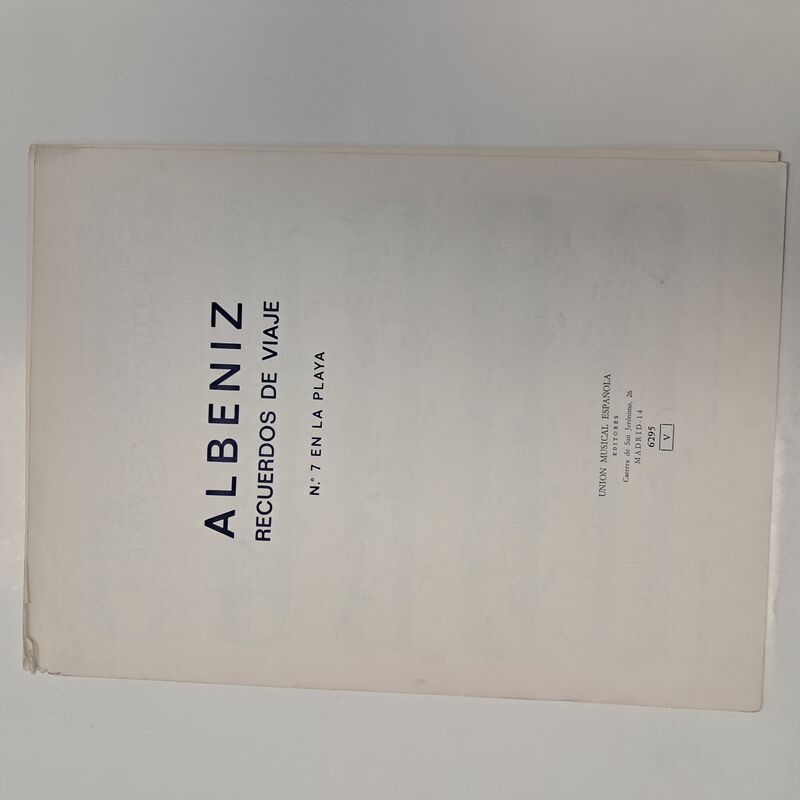 ALBENIZ
RECUERDOS DE VIAJE
N.° 7 EN LA PLAYA
UNION MUSICAL ESPAÑOLA
EDITORES
Carrera de San Jerónimo, 26
MADRID-14
6295
V